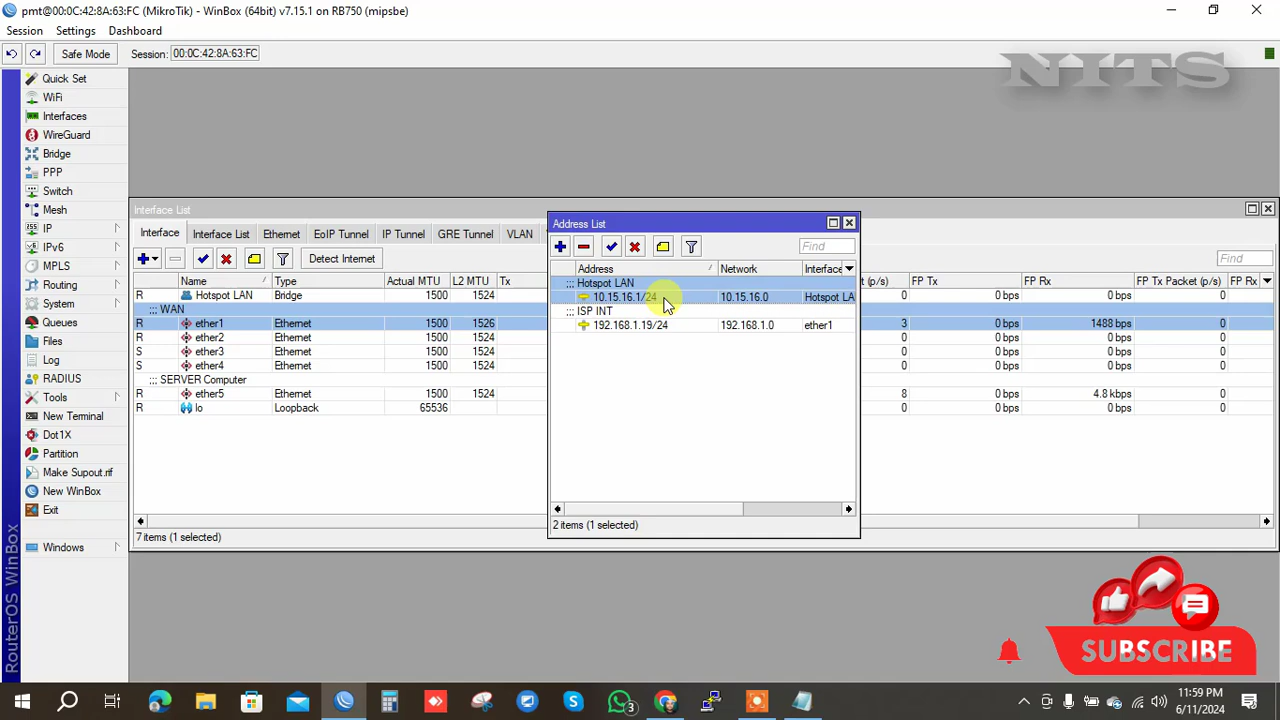 pmt@00:0C:42:8A:63:FC (MikroTik) - WinBox (64bit) v7.15.1 on RB750 (mipsbe)
Session Settings Dashboard
Safe Mode Session: 00:0C:42:8A:63:FC
NITS
Quick Set
WiFi
Interfaces
WireGuard
Bridge
PPP
Switch
Mesh
IP
IPv6
MPLS
Routing
System
Queues
Files
Log
RADIUS
Tools
New Terminal
Dot1X
Partition
Make Supout.rif
New WinBox
Exit
Windows
RouterOS WinBox
Interface List
Interface Interface List Ethernet EoIP Tunnel IP Tunnel GRE Tunnel VLAN
Detect Internet Find
Name Type Actual MTU L2 MTU Tx FP Tx FP Rx FP Tx Packet (p/s) FP Rx
R Hotspot LAN Bridge 1500 1524 0 0 bps 0 bps 0
;;; WAN
R ether1 Ethernet 1500 1526 3 0 bps 1488 bps 0
R ether2 Ethernet 1500 1524 0 0 bps 0 bps 0
S ether3 Ethernet 1500 1524 0 0 bps 0 bps 0
S ether4 Ethernet 1500 1524 0 0 bps 0 bps 0
;;; SERVER Computer
R ether5 Ethernet 1500 1524 8 0 bps 4.8 kbps 0
R lo Loopback 65536 0 0 bps 0 bps 0
7 items (1 selected)
Address List
Find
Address Network Interface
;;; Hotspot LAN
10.15.16.1/24 10.15.16.0 Hotspot LA
;;; ISP INT
192.168.1.19/24 192.168.1.0 ether1
2 items (1 selected)
SUBSCRIBE
3
11:59 PM
6/11/2024